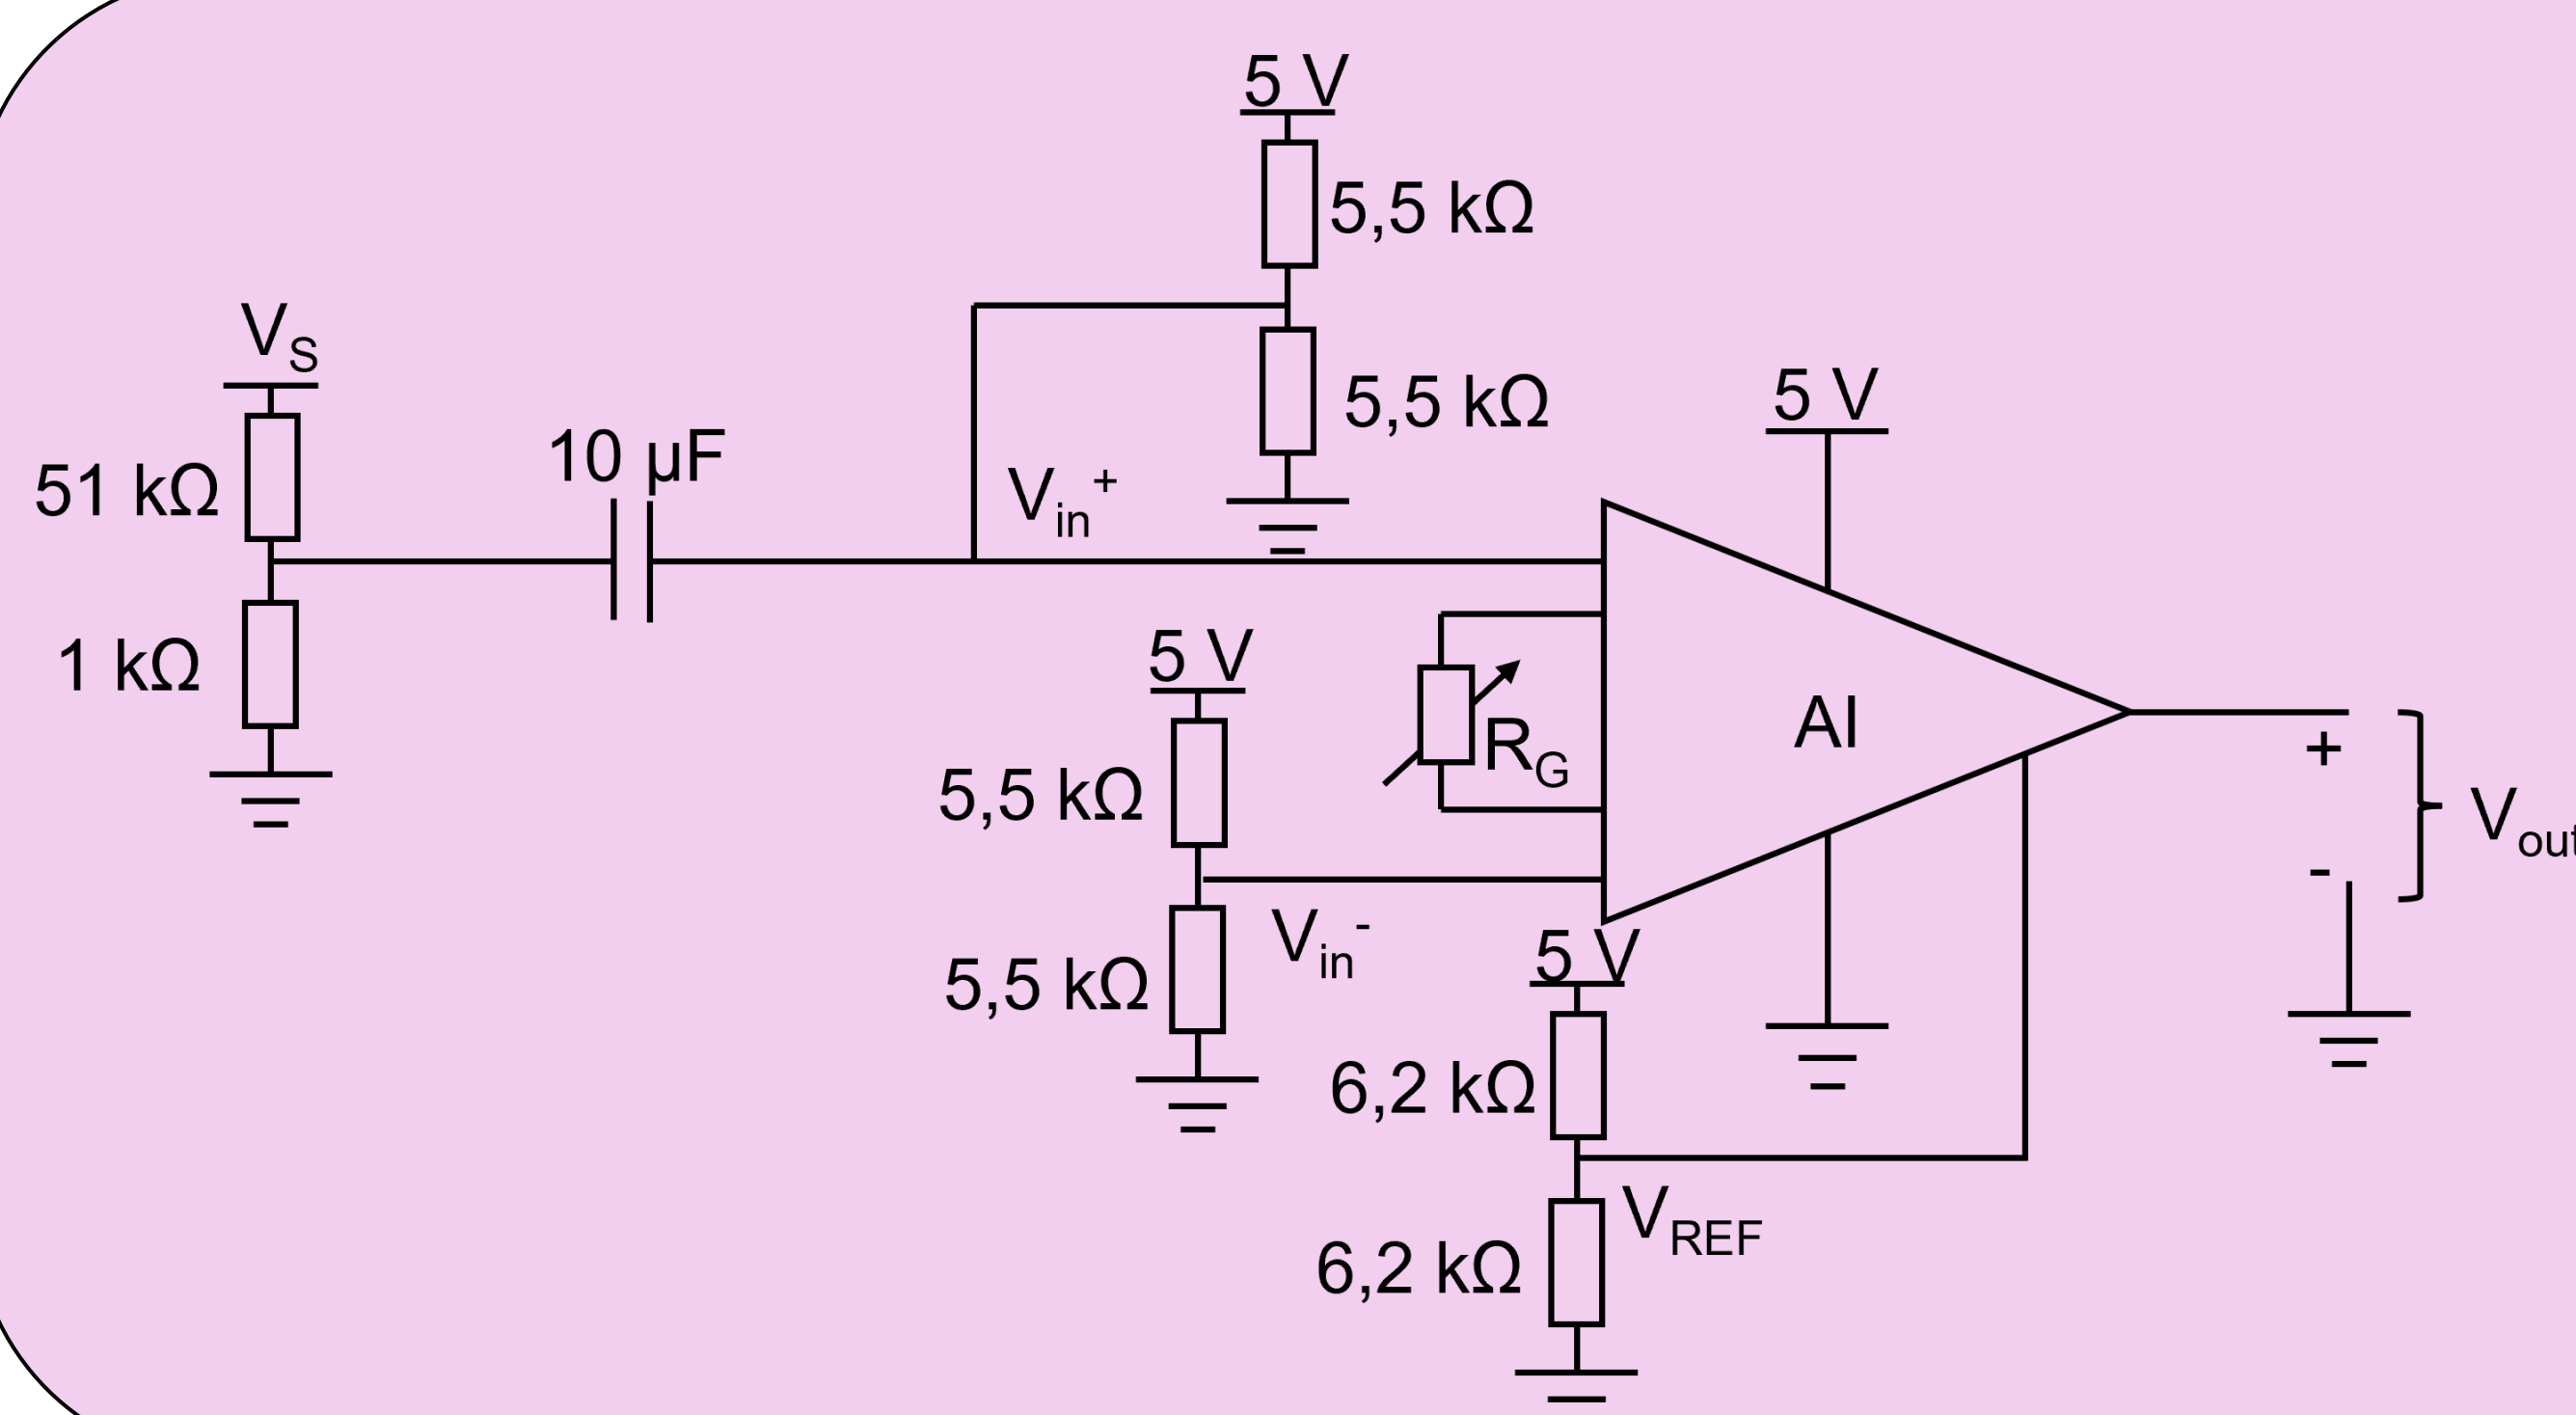 5 V
5,5 kΩ
V_S
5,5 kΩ
5 V
10 µF
51 kΩ
V_in^+
5 V
1 kΩ
R_G
AI
+
5,5 kΩ
V_out
-
V_in^-
5 V
5,5 kΩ
6,2 kΩ
V_REF
6,2 kΩ